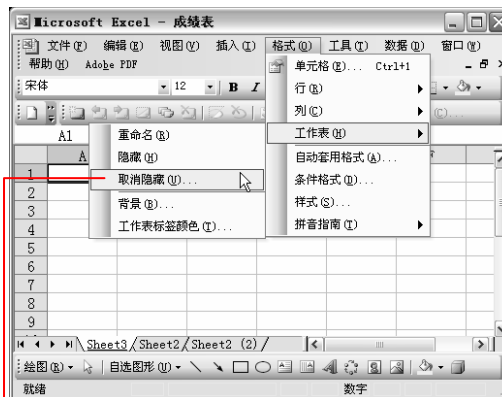 Microsoft Excel - 成绩表
文件(F) 编辑(E) 视图(V) 插入(I) 格式(O) 工具(T) 数据(D) 窗口(W)
帮助(H) Adobe PDF
宋体 12 B I
单元格(E)... Ctrl+1
行(R)
列(C)
工作表(H)
自动套用格式(A)...
条件格式(D)...
样式(S)...
拼音指南(T)
A1
重命名(R)
隐藏(H)
取消隐藏(U)...
背景(B)...
工作表标签颜色(T)...
A
1
2
3
4
5
6
7
8
9
Sheet3 Sheet2 Sheet2 (2)
绘图(R) 自选图形(U)
就绪 数字